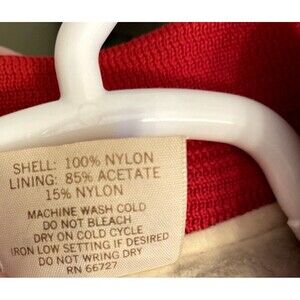 SHELL: 100% NYLON
LINING: 85% ACETATE
15% NYLON
MACHINE WASH COLD
DO NOT BLEACH
DRY ON COLD CYCLE
IRON LOW SETTING IF DESIRED
DO NOT WRING DRY
RN 66727